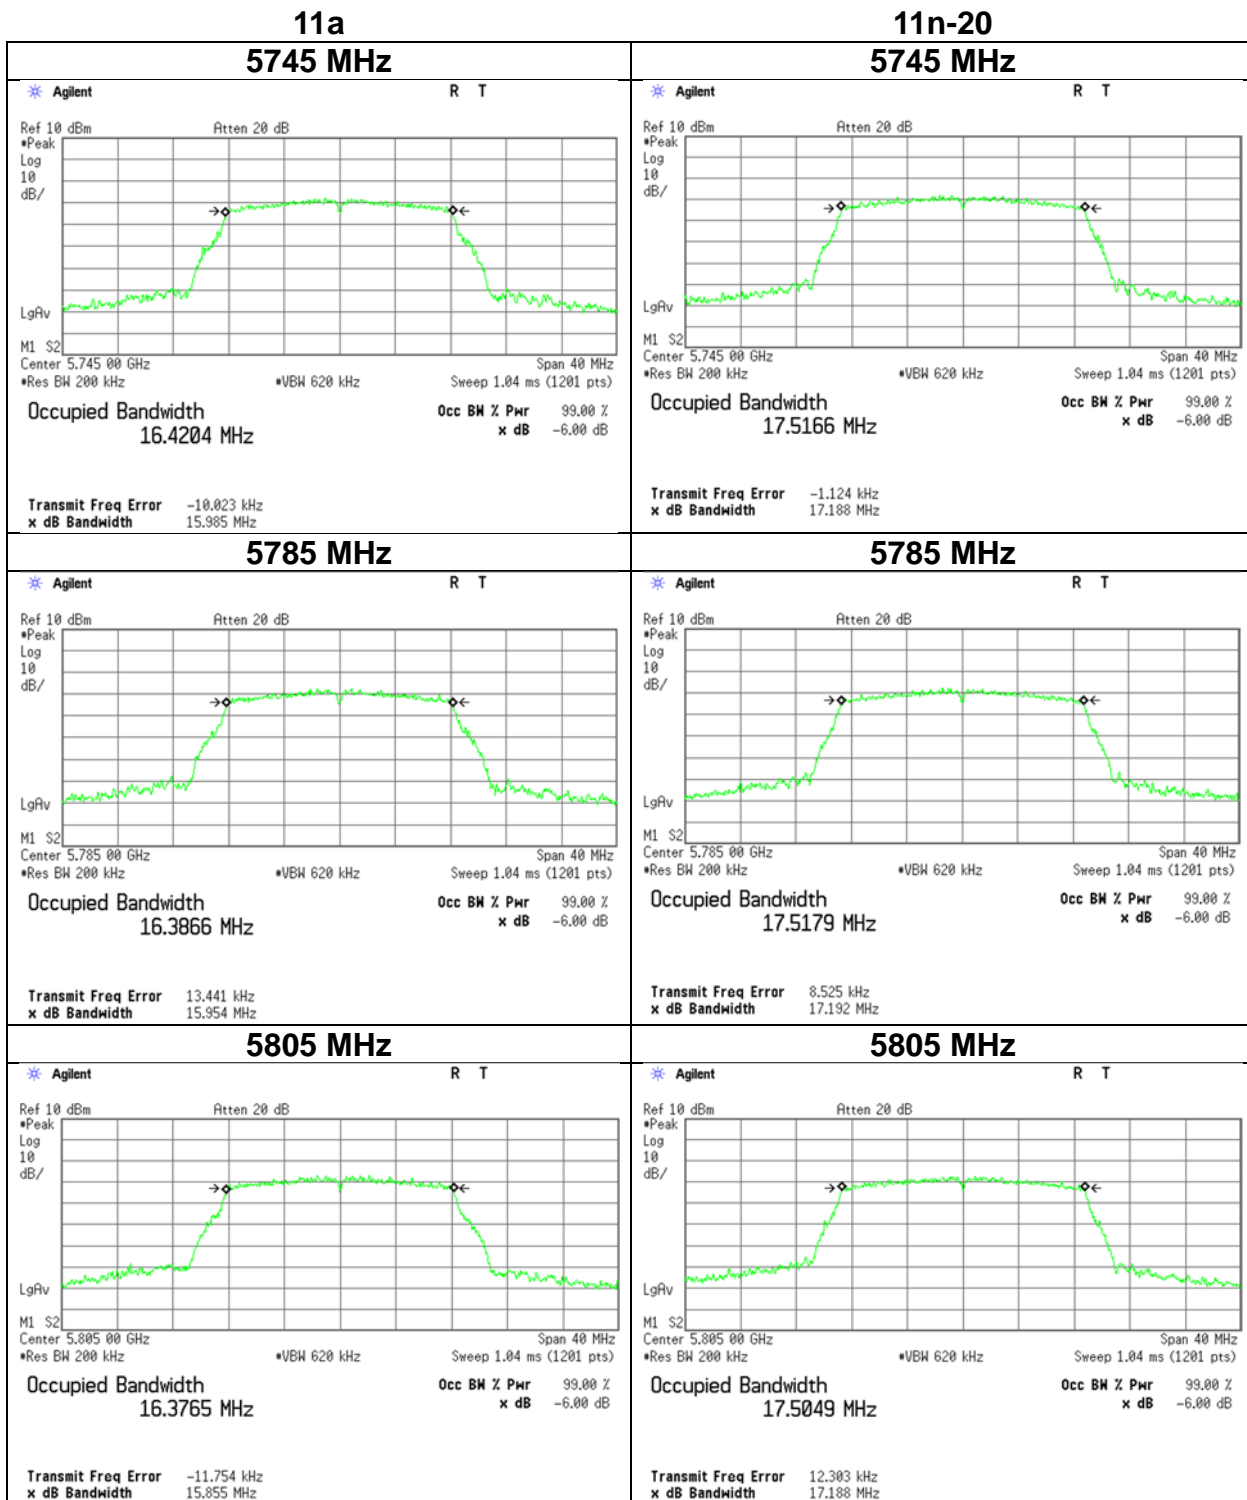 11a 11n-20
5745 MHz 5745 MHz
Agilent R T
Ref 10 dBm Atten 20 dB
*Peak
Log
10
dB/
LgAv
M1 S2
Center 5.745 00 GHz Span 40 MHz
*Res BW 200 kHz *VBW 620 kHz Sweep 1.04 ms (1201 pts)
Occupied Bandwidth Occ BW % Pwr 99.00 %
16.4204 MHz x dB -6.00 dB
Transmit Freq Error -10.023 kHz
x dB Bandwidth 15.985 MHz
Agilent R T
Ref 10 dBm Atten 20 dB
*Peak
Log
10
dB/
LgAv
M1 S2
Center 5.745 00 GHz Span 40 MHz
*Res BW 200 kHz *VBW 620 kHz Sweep 1.04 ms (1201 pts)
Occupied Bandwidth Occ BW % Pwr 99.00 %
17.5166 MHz x dB -6.00 dB
Transmit Freq Error -1.124 kHz
x dB Bandwidth 17.188 MHz
5785 MHz 5785 MHz
Agilent R T
Ref 10 dBm Atten 20 dB
*Peak
Log
10
dB/
LgAv
M1 S2
Center 5.785 00 GHz Span 40 MHz
*Res BW 200 kHz *VBW 620 kHz Sweep 1.04 ms (1201 pts)
Occupied Bandwidth Occ BW % Pwr 99.00 %
16.3866 MHz x dB -6.00 dB
Transmit Freq Error 13.441 kHz
x dB Bandwidth 15.954 MHz
Agilent R T
Ref 10 dBm Atten 20 dB
*Peak
Log
10
dB/
LgAv
M1 S2
Center 5.785 00 GHz Span 40 MHz
*Res BW 200 kHz *VBW 620 kHz Sweep 1.04 ms (1201 pts)
Occupied Bandwidth Occ BW % Pwr 99.00 %
17.5179 MHz x dB -6.00 dB
Transmit Freq Error 8.525 kHz
x dB Bandwidth 17.192 MHz
5805 MHz 5805 MHz
Agilent R T
Ref 10 dBm Atten 20 dB
*Peak
Log
10
dB/
LgAv
M1 S2
Center 5.805 00 GHz Span 40 MHz
*Res BW 200 kHz *VBW 620 kHz Sweep 1.04 ms (1201 pts)
Occupied Bandwidth Occ BW % Pwr 99.00 %
16.3765 MHz x dB -6.00 dB
Transmit Freq Error -11.754 kHz
x dB Bandwidth 15.855 MHz
Agilent R T
Ref 10 dBm Atten 20 dB
*Peak
Log
10
dB/
LgAv
M1 S2
Center 5.805 00 GHz Span 40 MHz
*Res BW 200 kHz *VBW 620 kHz Sweep 1.04 ms (1201 pts)
Occupied Bandwidth Occ BW % Pwr 99.00 %
17.5049 MHz x dB -6.00 dB
Transmit Freq Error 12.303 kHz
x dB Bandwidth 17.188 MHz